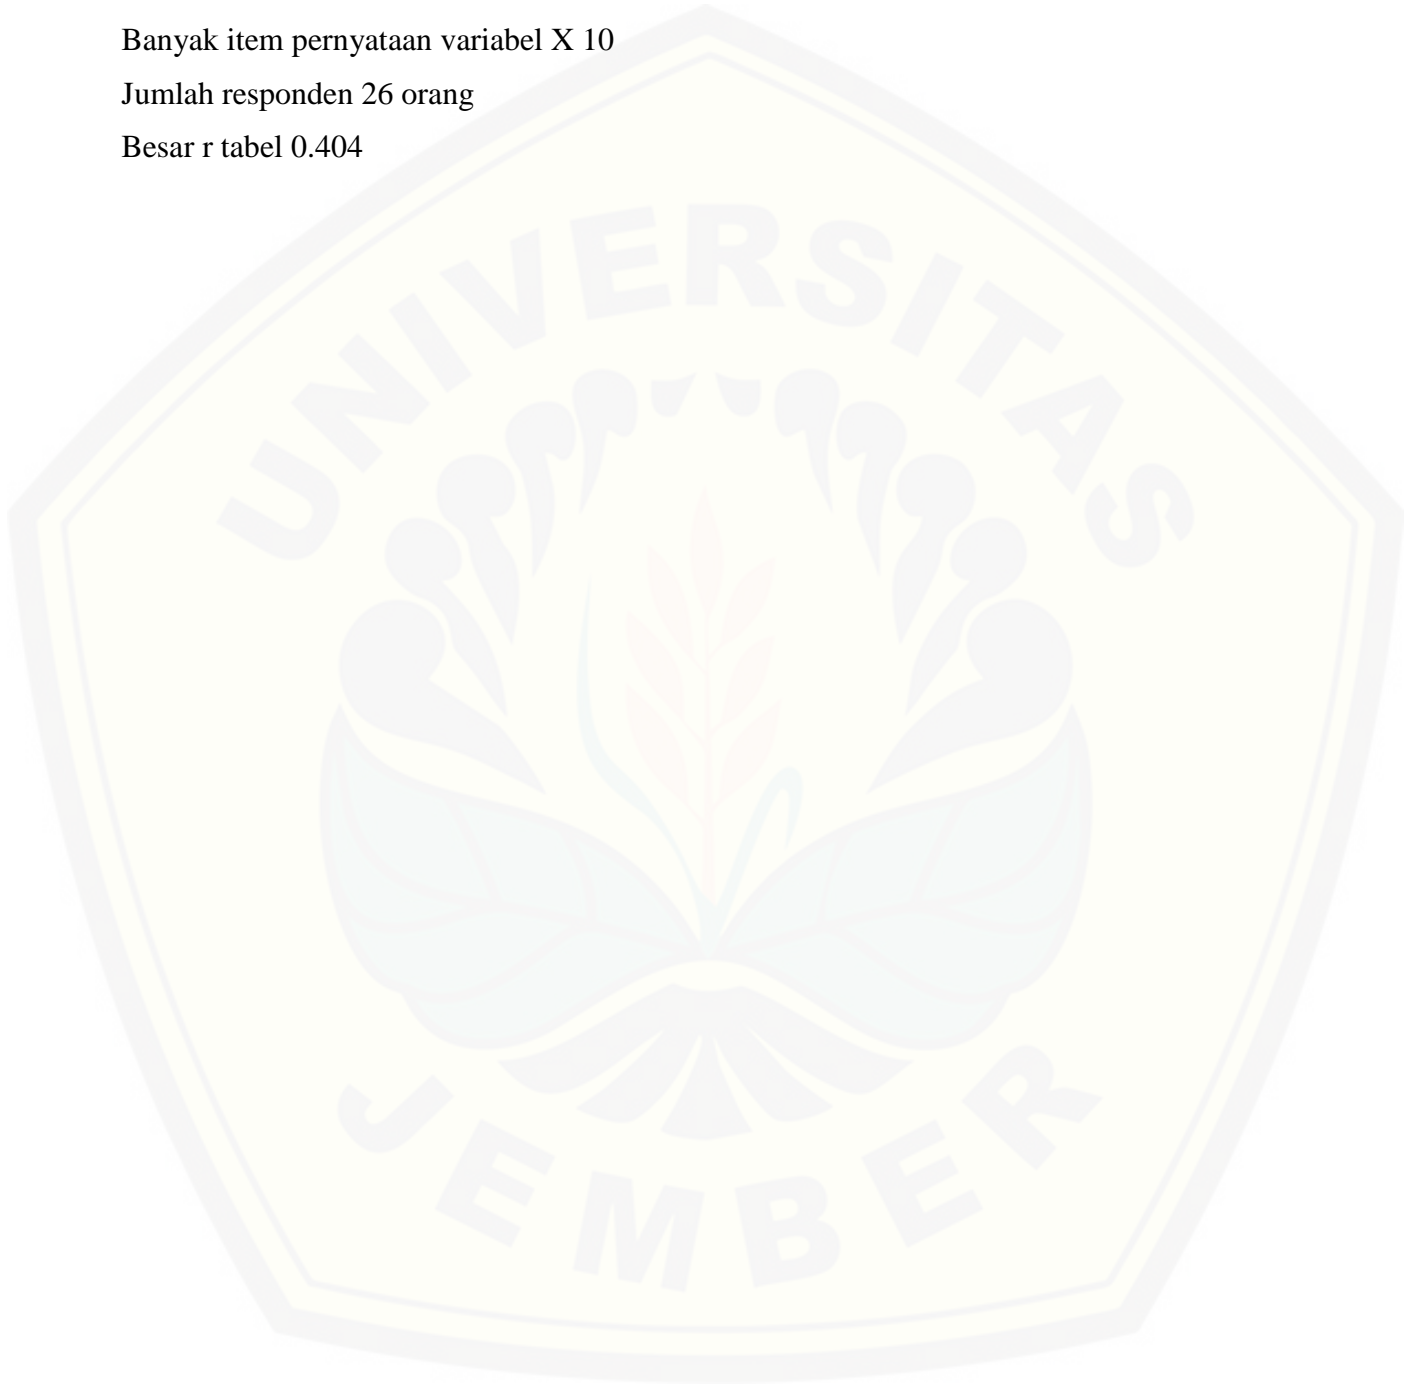 Banyak item pernyataan variabel X 10
Jumlah responden 26 orang
Besar r tabel 0.404
UNIVERSITAS
JEMBER